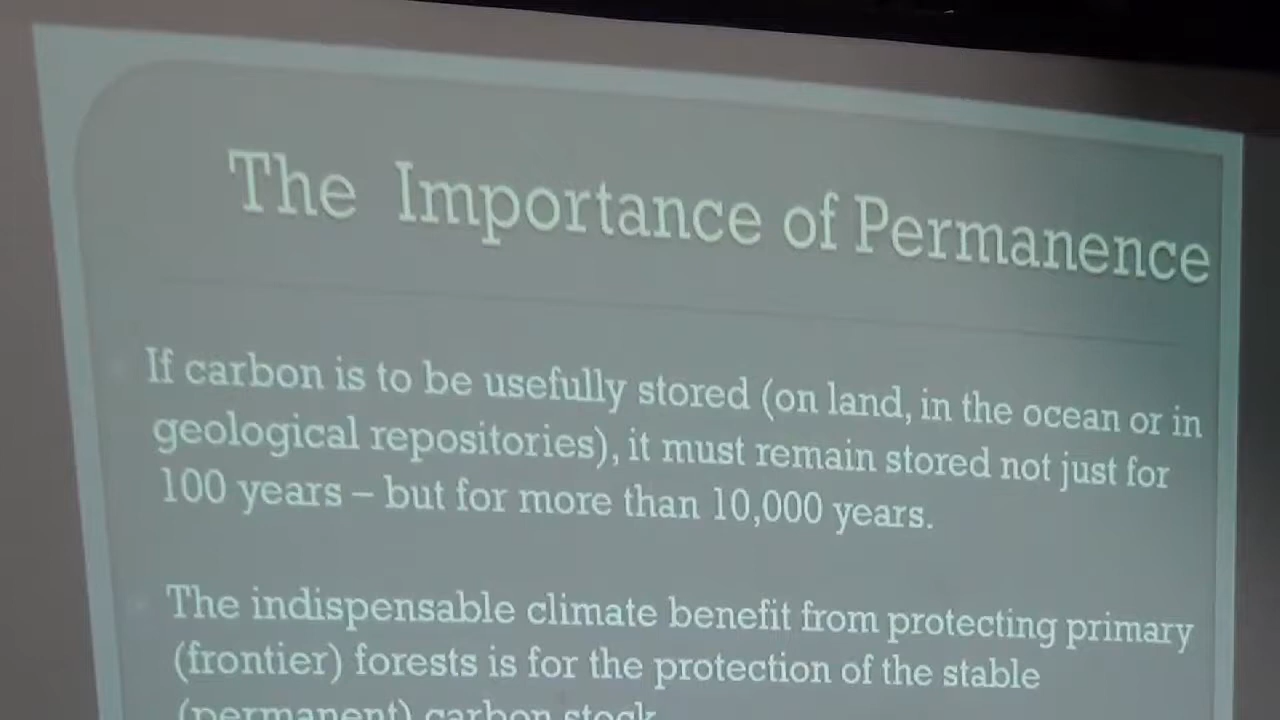 The Importance of Permanence
If carbon is to be usefully stored (on land, in the ocean or in
geological repositories), it must remain stored not just for
100 years – but for more than 10,000 years.
The indispensable climate benefit from protecting primary
(frontier) forests is for the protection of the stable
(permanent) carbon stock